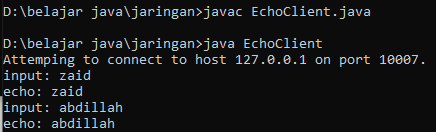 D:\belajar java\jaringan>javac EchoClient.java
D:\belajar java\jaringan>java EchoClient
Attemping to connect to host 127.0.0.1 on port 10007.
input: zaid
echo: zaid
input: abdillah
echo: abdillah